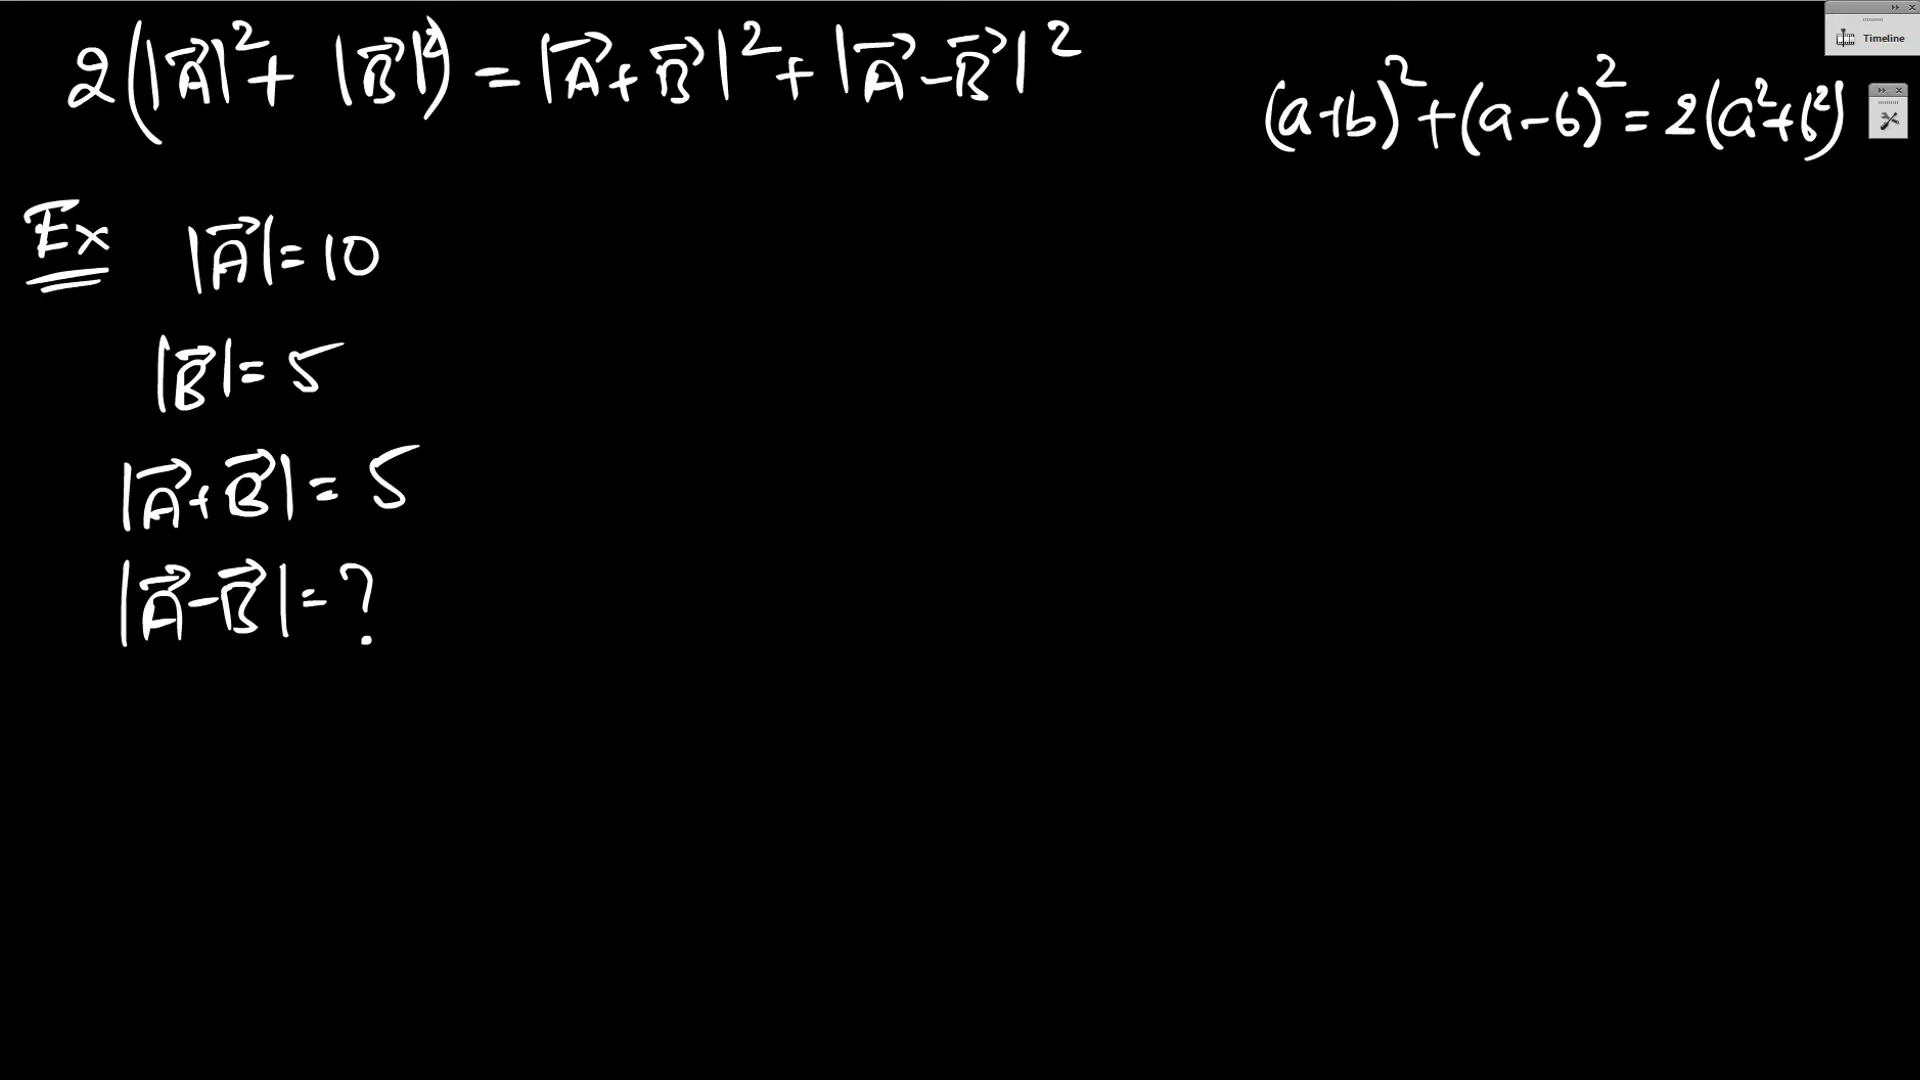 2(|A⃗|² + |B⃗|²) = |A⃗+B⃗|² + |A⃗−B⃗|²
(a+b)² + (a−b)² = 2(a²+b²)
Timeline
Ex |A⃗| = 10
|B⃗| = 5
|A⃗+B⃗| = 5
|A⃗−B⃗| = ?